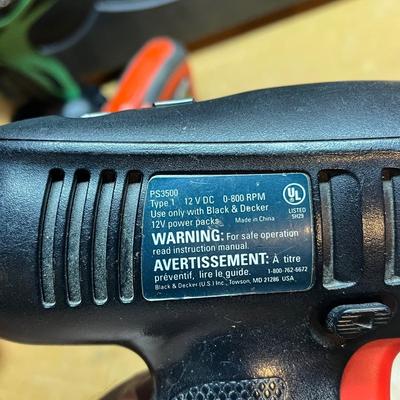 PS3500
Type 1 12 V DC 0-800 RPM
Use only with Black & Decker
12V power packs Made in China
UL
LISTED
5H29
WARNING: For safe operation
read instruction manual.
AVERTISSEMENT: À titre
préventif, lire le guide. 1-800-762-6672
Black & Decker (U.S.) Inc., Towson, MD 21286 USA